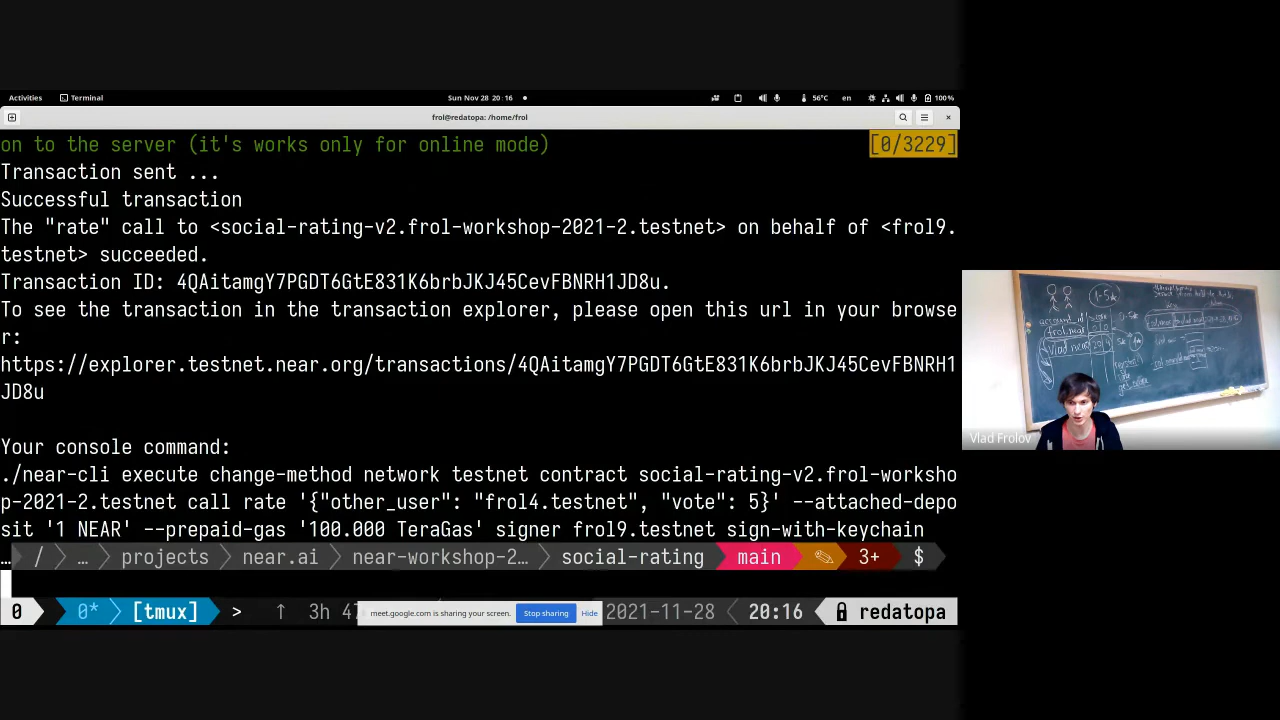 Activities
Terminal
Sun Nov 28 20:16
56°C
en
100%
frol@redatopa: /home/frol
on to the server (it's works only for online mode)
[0/3229]
Transaction sent ...
Successful transaction
The "rate" call to <social-rating-v2.frol-workshop-2021-2.testnet> on behalf of <frol9.
testnet> succeeded.
Transaction ID: 4QAitamgY7PGDT6GtE831K6brbJKJ45CevFBNRH1JD8u.
To see the transaction in the transaction explorer, please open this url in your browse
r:
https://explorer.testnet.near.org/transactions/4QAitamgY7PGDT6GtE831K6brbJKJ45CevFBNRH1
JD8u
Your console command:
./near-cli execute change-method network testnet contract social-rating-v2.frol-worksho
p-2021-2.testnet call rate '{"other_user": "frol4.testnet", "vote": 5}' --attached-depo
sit '1 NEAR' --prepaid-gas '100.000 TeraGas' signer frol9.testnet sign-with-keychain
… / … projects near.ai near-workshop-2… social-rating main 3+ $
0 0* [tmux] > ↑ 3h 47
meet.google.com is sharing your screen.
Stop sharing
Hide
2021-11-28 20:16 redatopa
account_id
frol.near
Vlad.near
Vlad Frolov